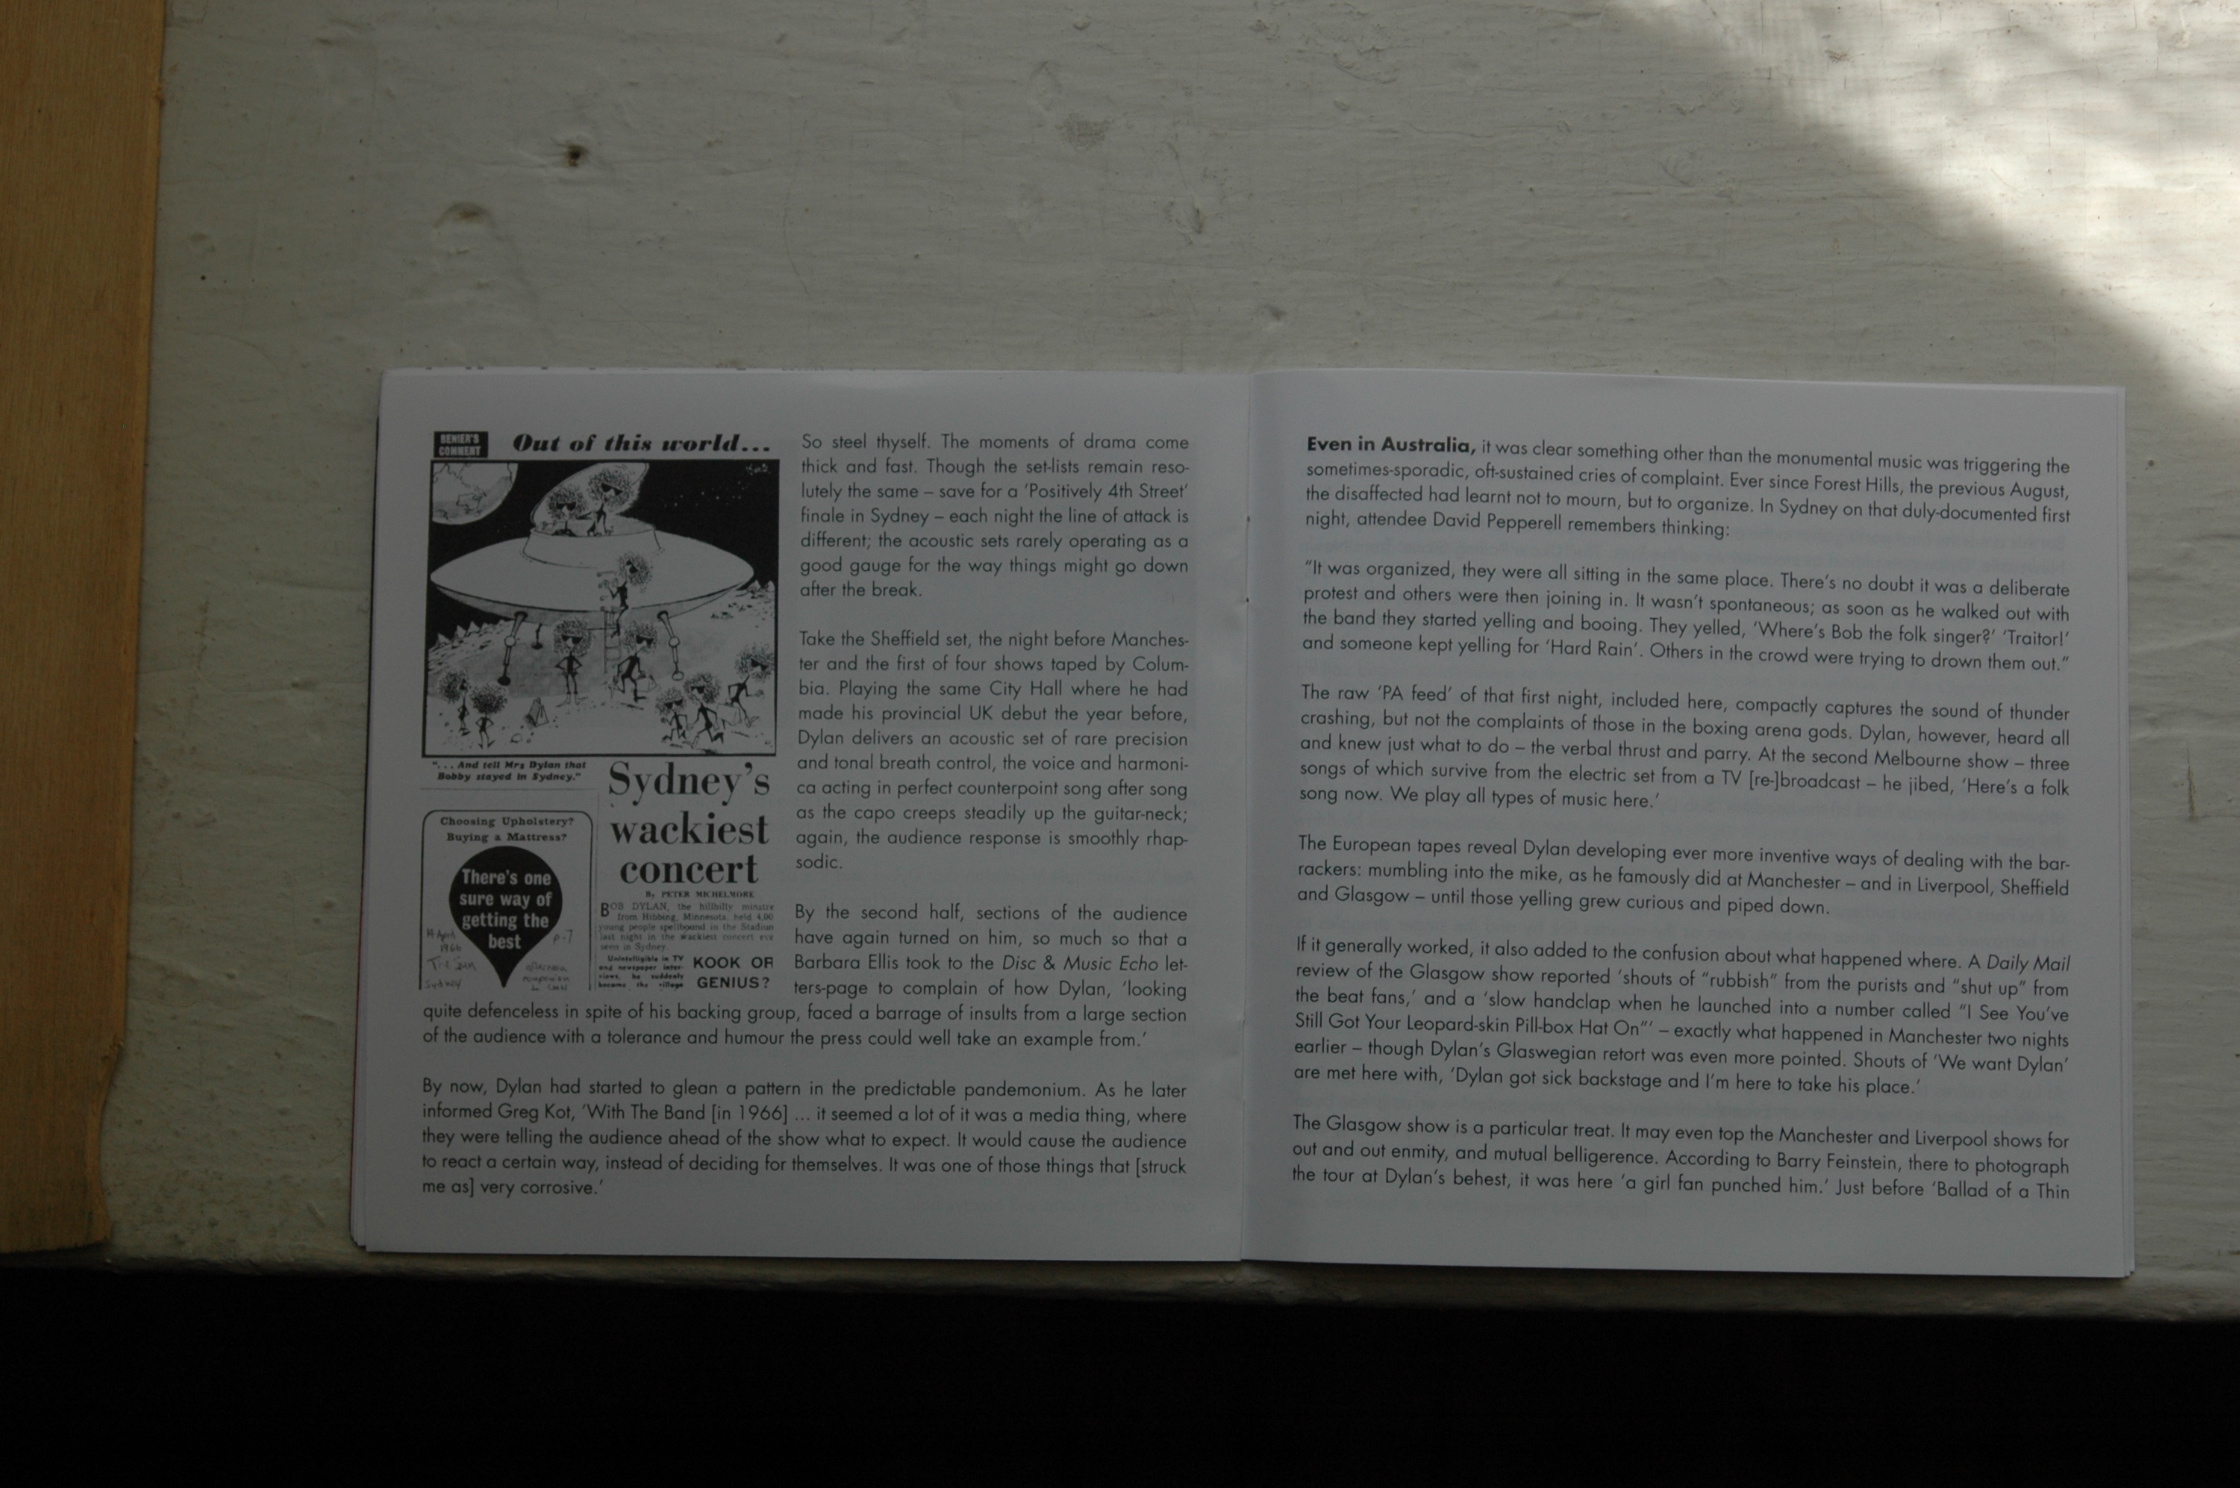 BENIER'S
COMMENT
Out of this world...
"... And tell Mrs Dylan that
Bobby stayed in Sydney."
Sydney's
wackiest
concert
By PETER MICHELMORE
BOB DYLAN, the hillbilly minstre
from Hibbing, Minnesota, held 4,00
young people spellbound in the Stadium
last night in the wackiest concert eve
seen in Sydney.
Unintelligible in TV
and newspaper inter-
views, he suddenly
became the village
KOOK OR
GENIUS?
Choosing Upholstery?
Buying a Mattress?
There's one
sure way of
getting the
best
14 April
1966
p-7
The Sun
Sydney
So steel thyself. The moments of drama come
thick and fast. Though the set-lists remain reso-
lutely the same – save for a 'Positively 4th Street'
finale in Sydney – each night the line of attack is
different; the acoustic sets rarely operating as a
good gauge for the way things might go down
after the break.
Take the Sheffield set, the night before Manches-
ter and the first of four shows taped by Colum-
bia. Playing the same City Hall where he had
made his provincial UK debut the year before,
Dylan delivers an acoustic set of rare precision
and tonal breath control, the voice and harmoni-
ca acting in perfect counterpoint song after song
as the capo creeps steadily up the guitar-neck;
again, the audience response is smoothly rhap-
sodic.
By the second half, sections of the audience
have again turned on him, so much so that a
Barbara Ellis took to the Disc & Music Echo let-
ters-page to complain of how Dylan, 'looking
quite defenceless in spite of his backing group, faced a barrage of insults from a large section
of the audience with a tolerance and humour the press could well take an example from.'
By now, Dylan had started to glean a pattern in the predictable pandemonium. As he later
informed Greg Kot, 'With The Band [in 1966] ... it seemed a lot of it was a media thing, where
they were telling the audience ahead of the show what to expect. It would cause the audience
to react a certain way, instead of deciding for themselves. It was one of those things that [struck
me as] very corrosive.'
Even in Australia, it was clear something other than the monumental music was triggering the
sometimes-sporadic, oft-sustained cries of complaint. Ever since Forest Hills, the previous August,
the disaffected had learnt not to mourn, but to organize. In Sydney on that duly-documented first
night, attendee David Pepperell remembers thinking:
"It was organized, they were all sitting in the same place. There's no doubt it was a deliberate
protest and others were then joining in. It wasn't spontaneous; as soon as he walked out with
the band they started yelling and booing. They yelled, 'Where's Bob the folk singer?' 'Traitor!'
and someone kept yelling for 'Hard Rain'. Others in the crowd were trying to drown them out."
The raw 'PA feed' of that first night, included here, compactly captures the sound of thunder
crashing, but not the complaints of those in the boxing arena gods. Dylan, however, heard all
and knew just what to do – the verbal thrust and parry. At the second Melbourne show – three
songs of which survive from the electric set from a TV [re-]broadcast – he jibed, 'Here's a folk
song now. We play all types of music here.'
The European tapes reveal Dylan developing ever more inventive ways of dealing with the bar-
rackers: mumbling into the mike, as he famously did at Manchester – and in Liverpool, Sheffield
and Glasgow – until those yelling grew curious and piped down.
If it generally worked, it also added to the confusion about what happened where. A Daily Mail
review of the Glasgow show reported 'shouts of "rubbish" from the purists and "shut up" from
the beat fans,' and a 'slow handclap when he launched into a number called "I See You've
Still Got Your Leopard-skin Pill-box Hat On"' – exactly what happened in Manchester two nights
earlier – though Dylan's Glaswegian retort was even more pointed. Shouts of 'We want Dylan'
are met here with, 'Dylan got sick backstage and I'm here to take his place.'
The Glasgow show is a particular treat. It may even top the Manchester and Liverpool shows for
out and out enmity, and mutual belligerence. According to Barry Feinstein, there to photograph
the tour at Dylan's behest, it was here 'a girl fan punched him.' Just before 'Ballad of a Thin